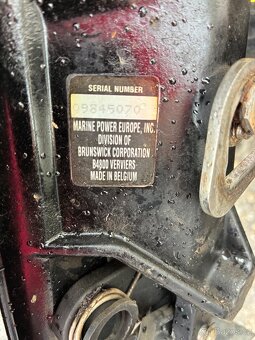 SERIAL NUMBER
09845070
MARINE POWER EUROPE, INC.
DIVISION OF
BRUNSWICK CORPORATION
B4800 VERVIERS
MADE IN BELGIUM